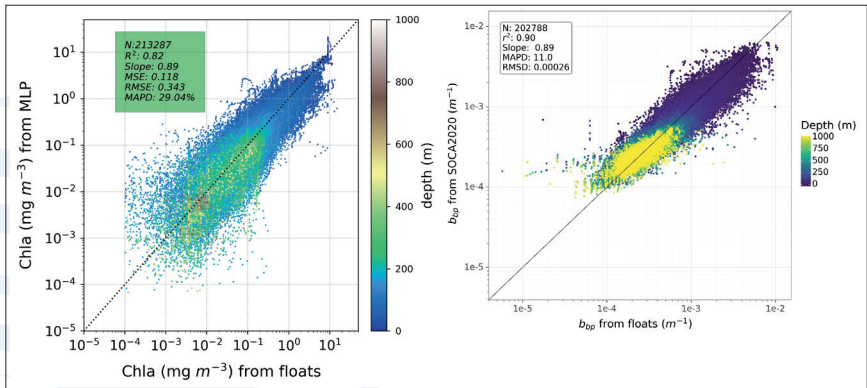 N:213287
R²: 0.82
Slope: 0.89
MSE: 0.118
RMSE: 0.343
MAPD: 29.04%
10¹
10⁰
10⁻¹
10⁻²
10⁻³
10⁻⁴
10⁻⁵
Chla (mg m⁻³) from MLP
10⁻⁵ 10⁻⁴ 10⁻³ 10⁻² 10⁻¹ 10⁰ 10¹
Chla (mg m⁻³) from floats
1000
800
600
400
200
0
depth (m)
N: 202788
r²: 0.90
Slope: 0.89
MAPD: 11.0
RMSD: 0.00026
1e-2
1e-3
1e-4
1e-5
b_bp from SOCA2020 (m⁻¹)
1e-5 1e-4 1e-3 1e-2
b_bp from floats (m⁻¹)
Depth (m)
1000
750
500
250
0